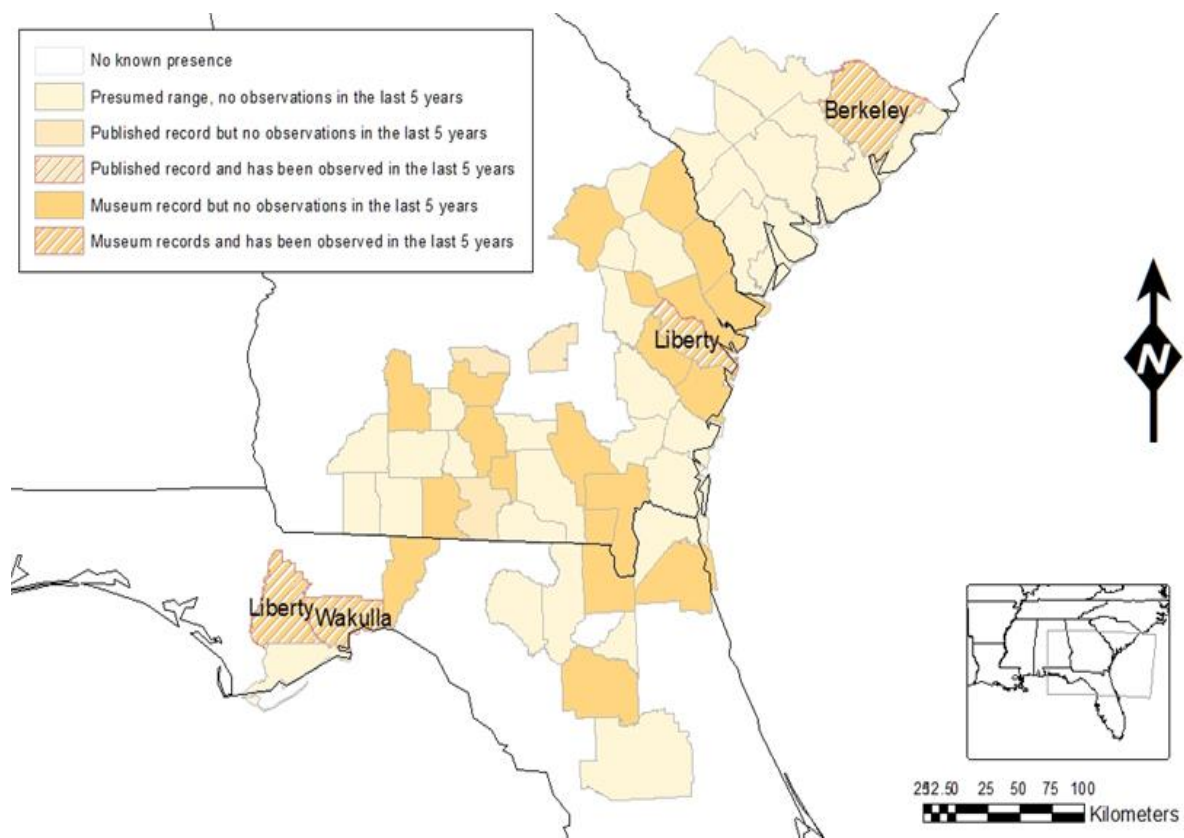 No known presence
Presumed range, no observations in the last 5 years
Published record but no observations in the last 5 years
Published record and has been observed in the last 5 years
Museum record but no observations in the last 5 years
Museum records and has been observed in the last 5 years
Berkeley
Liberty
Liberty
Wakulla
N
25 50 75 100
Kilometers